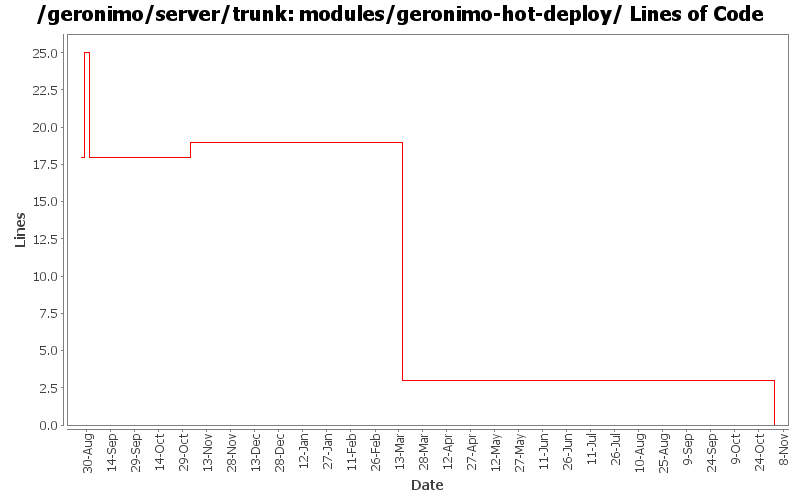 /geronimo/server/trunk: modules/geronimo-hot-deploy/ Lines of Code
25.0
22.5
20.0
17.5
15.0
12.5
10.0
7.5
5.0
2.5
0.0
Lines
30-Aug
14-Sep
29-Sep
14-Oct
29-Oct
13-Nov
28-Nov
13-Dec
28-Dec
12-Jan
27-Jan
11-Feb
26-Feb
13-Mar
28-Mar
12-Apr
27-Apr
12-May
27-May
11-Jun
26-Jun
11-Jul
26-Jul
10-Aug
25-Aug
9-Sep
24-Sep
9-Oct
24-Oct
8-Nov
Date